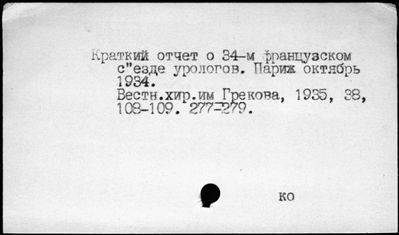 Краткий отчет о 34-м французском
с"езде урологов. Париж октябрь
1934.
Вестн.хир.им Грекова, 1935, 38,
108-109. 277-279.
ко